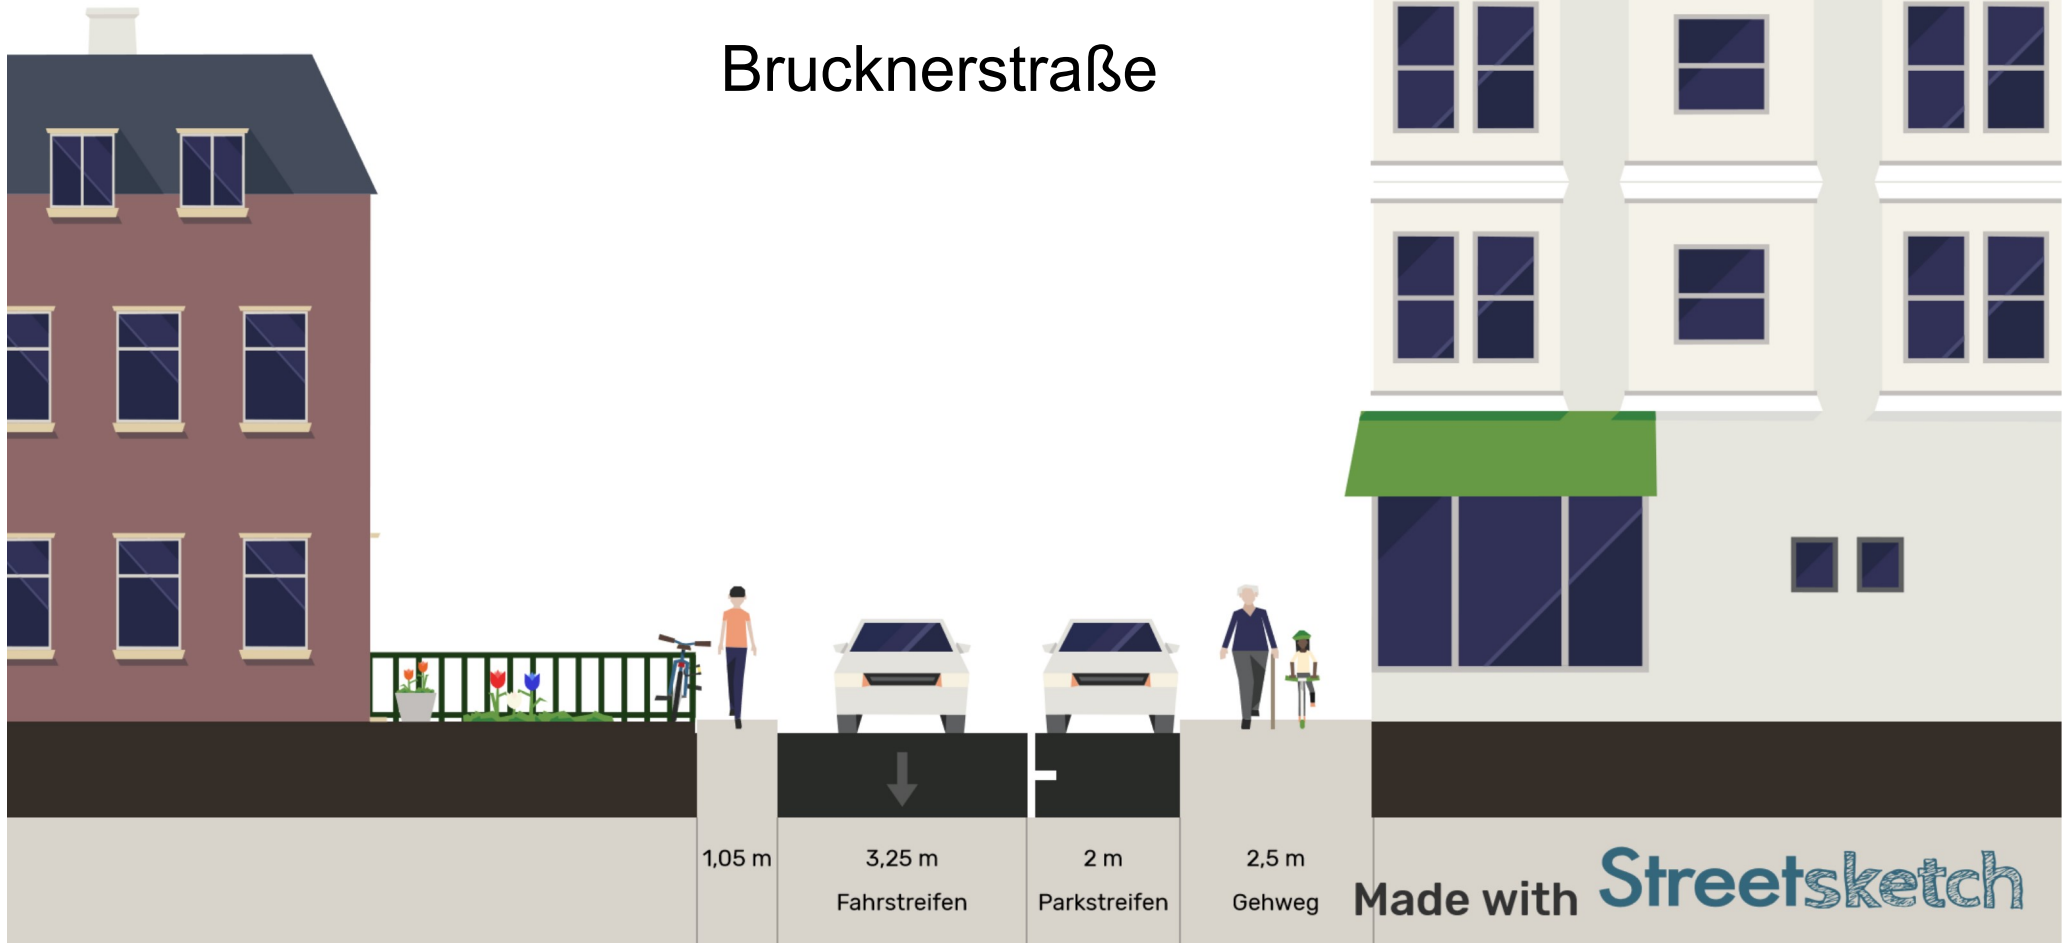 Brucknerstraße
1,05 m
3,25 m
2 m
2,5 m
Fahrstreifen
Parkstreifen
Gehweg
Made with Streetsketch